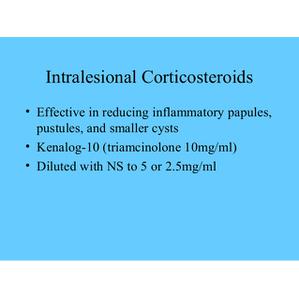 Intralesional Corticosteroids
• Effective in reducing inflammatory papules,
pustules, and smaller cysts
• Kenalog-10 (triamcinolone 10mg/ml)
• Diluted with NS to 5 or 2.5mg/ml